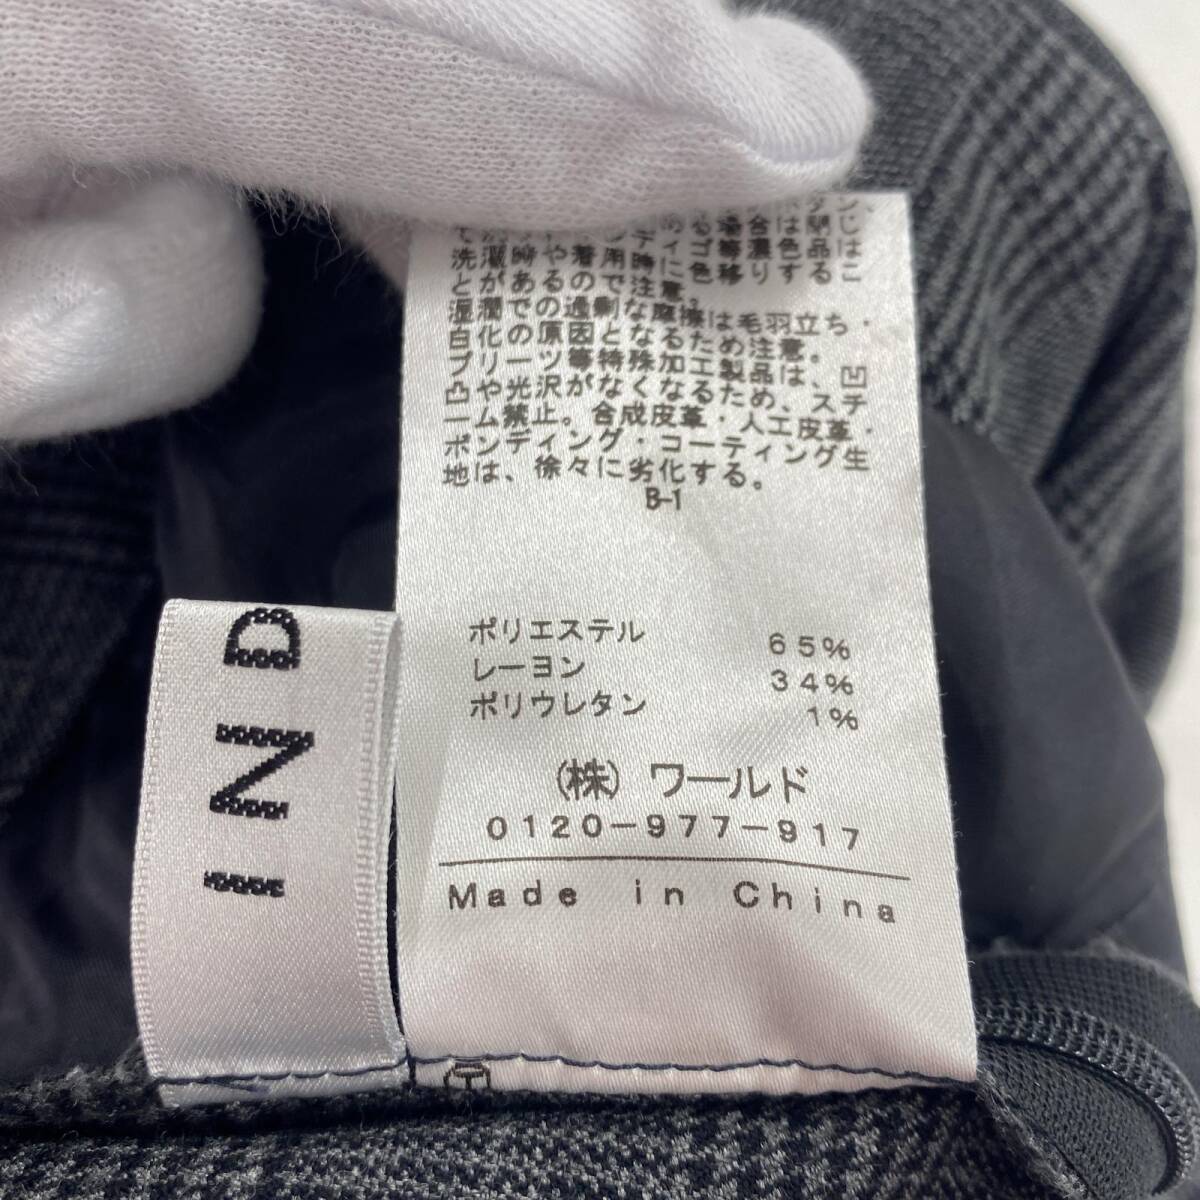 洗濯時や着用時に色移りするこ
とがあるので注意。
湿潤での過剰な摩擦は毛羽立ち・
白化の原因となるため注意。
プリーツ等特殊加工製品は、凹
凸や光沢がなくなるため、スチ
ーム禁止。合成皮革・人工皮革・
ボンディング・コーティング生
地は、徐々に劣化する。
B-1
ポリエステル 65%
レーヨン 34%
ポリウレタン 1%
(株) ワールド
0120-977-917
Made in China
IND